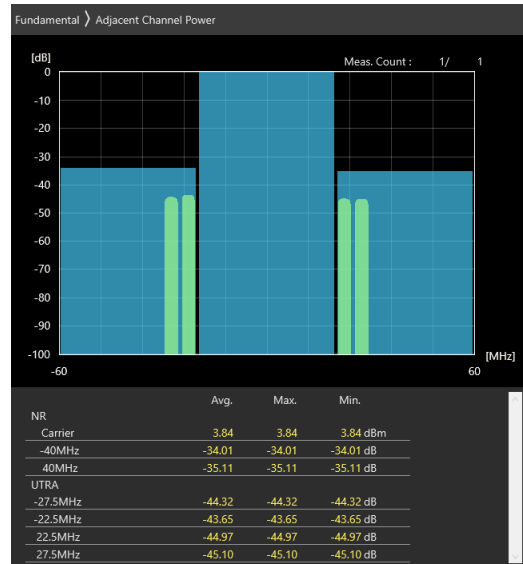 Fundamental 〉 Adjacent Channel Power
[dB]
Meas. Count : 1/ 1
0
-10
-20
-30
-40
-50
-60
-70
-80
-90
-100
[MHz]
-60 60
Avg. Max. Min.
NR
Carrier 3.84 3.84 3.84 dBm
-40MHz -34.01 -34.01 -34.01 dB
40MHz -35.11 -35.11 -35.11 dB
UTRA
-27.5MHz -44.32 -44.32 -44.32 dB
-22.5MHz -43.65 -43.65 -43.65 dB
22.5MHz -44.97 -44.97 -44.97 dB
27.5MHz -45.10 -45.10 -45.10 dB